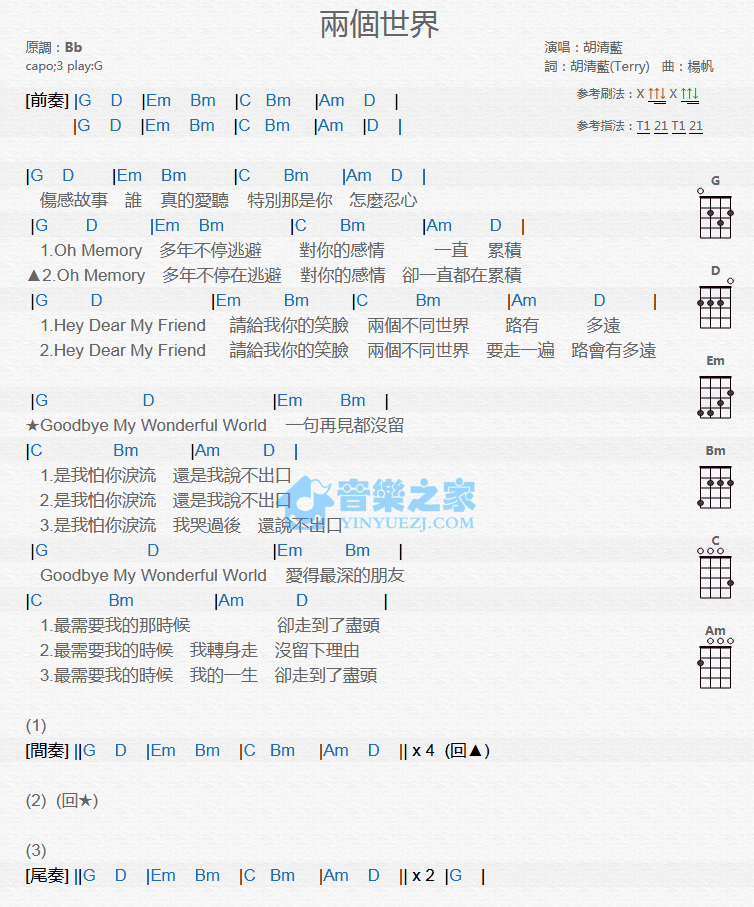 兩個世界
原調：Bb
演唱：胡清藍
capo;3 play:G
詞：胡清藍(Terry)　曲：楊帆
參考刷法：X ↑↑↓ X ↑↑↓
參考指法：T1 21 T1 21
[前奏] |G D |Em Bm |C Bm |Am D |
|G D |Em Bm |C Bm |Am |D |
|G D |Em Bm |C Bm |Am D |
傷感故事　誰　真的愛聽　特別那是你　怎麼忍心
|G D |Em Bm |C Bm |Am D |
1.Oh Memory　多年不停逃避　對你的感情　一直　累積
▲2.Oh Memory　多年不停在逃避　對你的感情　卻一直都在累積
|G D |Em Bm |C Bm |Am D |
1.Hey Dear My Friend　請給我你的笑臉　兩個不同世界　路有　多遠
2.Hey Dear My Friend　請給我你的笑臉　兩個不同世界　要走一遍　路會有多遠
|G D |Em Bm |
★Goodbye My Wonderful World　一句再見都沒留
|C Bm |Am D |
1.是我怕你淚流　還是我說不出口
2.是我怕你淚流　還是我說不出口
3.是我怕你淚流　我哭過後　還說不出口
|G D |Em Bm |
Goodbye My Wonderful World　愛得最深的朋友
|C Bm |Am D |
1.最需要我的那時候　卻走到了盡頭
2.最需要我的時候　我轉身走　沒留下理由
3.最需要我的時候　我的一生　卻走到了盡頭
(1)
[間奏] ||G D |Em Bm |C Bm |Am D || x 4 (回▲)
(2) (回★)
(3)
[尾奏] ||G D |Em Bm |C Bm |Am D || x 2 |G |
G
D
Em
Bm
C
Am
音樂之家
YINYUEZJ.COM